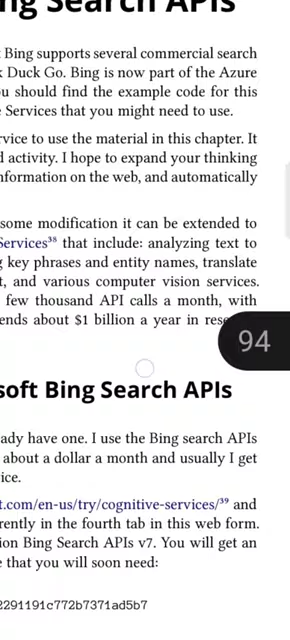 ng Search APIs
Bing supports several commercial search
Duck Go. Bing is now part of the Azure
u should find the example code for this
Services that you might need to use.
rvice to use the material in this chapter. It
d activity. I hope to expand your thinking
nformation on the web, and automatically
some modification it can be extended to
Services³⁸ that include: analyzing text to
g key phrases and entity names, translate
t, and various computer vision services.
few thousand API calls a month, with
ends about $1 billion a year in rese
94
soft Bing Search APIs
ady have one. I use the Bing search APIs
about a dollar a month and usually I get
ice.
t.com/en-us/try/cognitive-services/³⁹ and
rently in the fourth tab in this web form.
ion Bing Search APIs v7. You will get an
e that you will soon need:
2291191c772b7371ad5b7